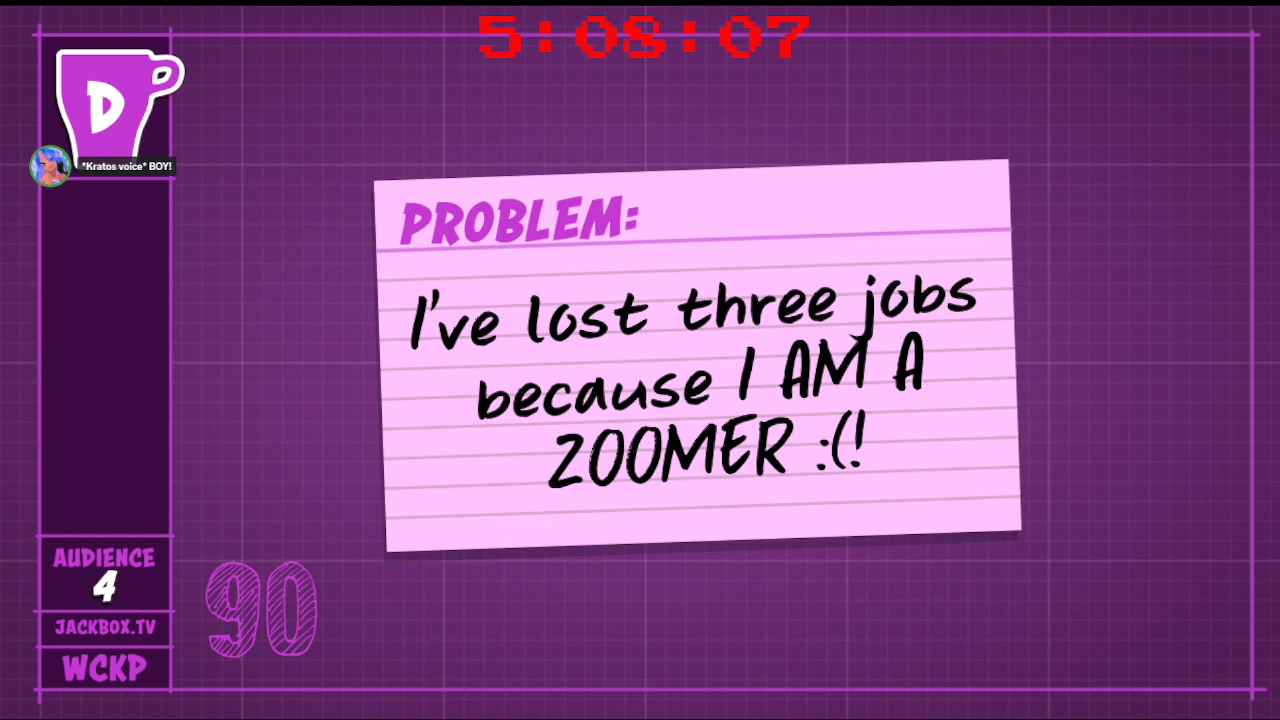 5:08:07
D
*Kratos voice* BOY!
PROBLEM:
I've lost three jobs
because I AM A
ZOOMER :(!
AUDIENCE
4
JACKBOX.TV
WCKP
90